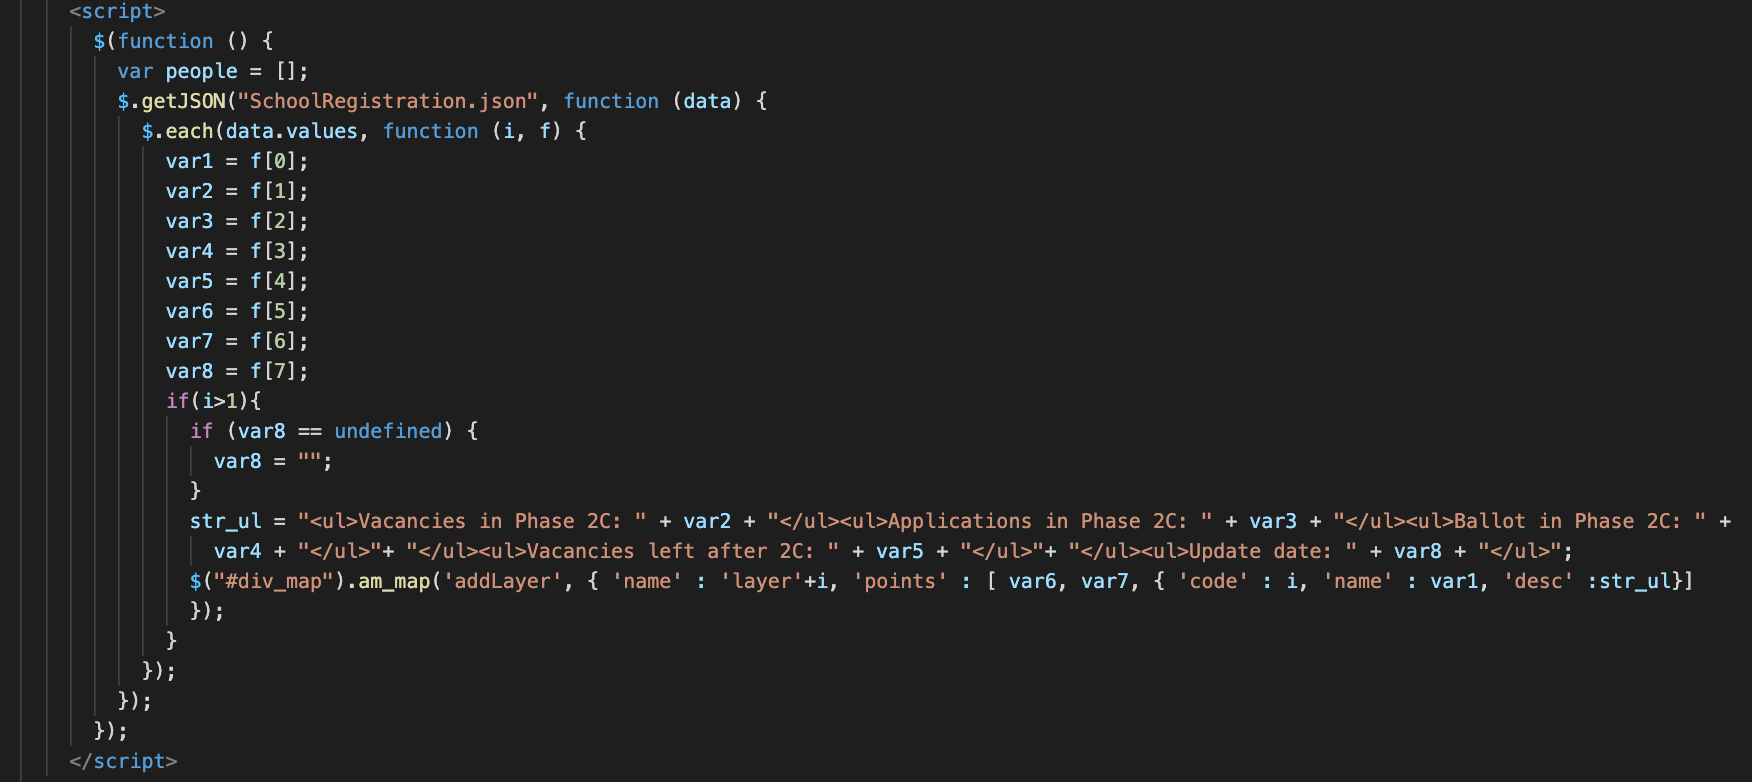 <script>
$(function () {
var people = [];
$.getJSON("SchoolRegistration.json", function (data) {
$.each(data.values, function (i, f) {
var1 = f[0];
var2 = f[1];
var3 = f[2];
var4 = f[3];
var5 = f[4];
var6 = f[5];
var7 = f[6];
var8 = f[7];
if(i>1){
if (var8 == undefined) {
var8 = "";
}
str_ul = "<ul>Vacancies in Phase 2C: " + var2 + "</ul><ul>Applications in Phase 2C: " + var3 + "</ul><ul>Ballot in Phase 2C: " +
var4 + "</ul>"+ "</ul><ul>Vacancies left after 2C: " + var5 + "</ul>"+ "</ul><ul>Update date: " + var8 + "</ul>";
$("#div_map").am_map('addLayer', { 'name' : 'layer'+i, 'points' : [ var6, var7, { 'code' : i, 'name' : var1, 'desc' :str_ul}]
});
}
});
});
});
</script>